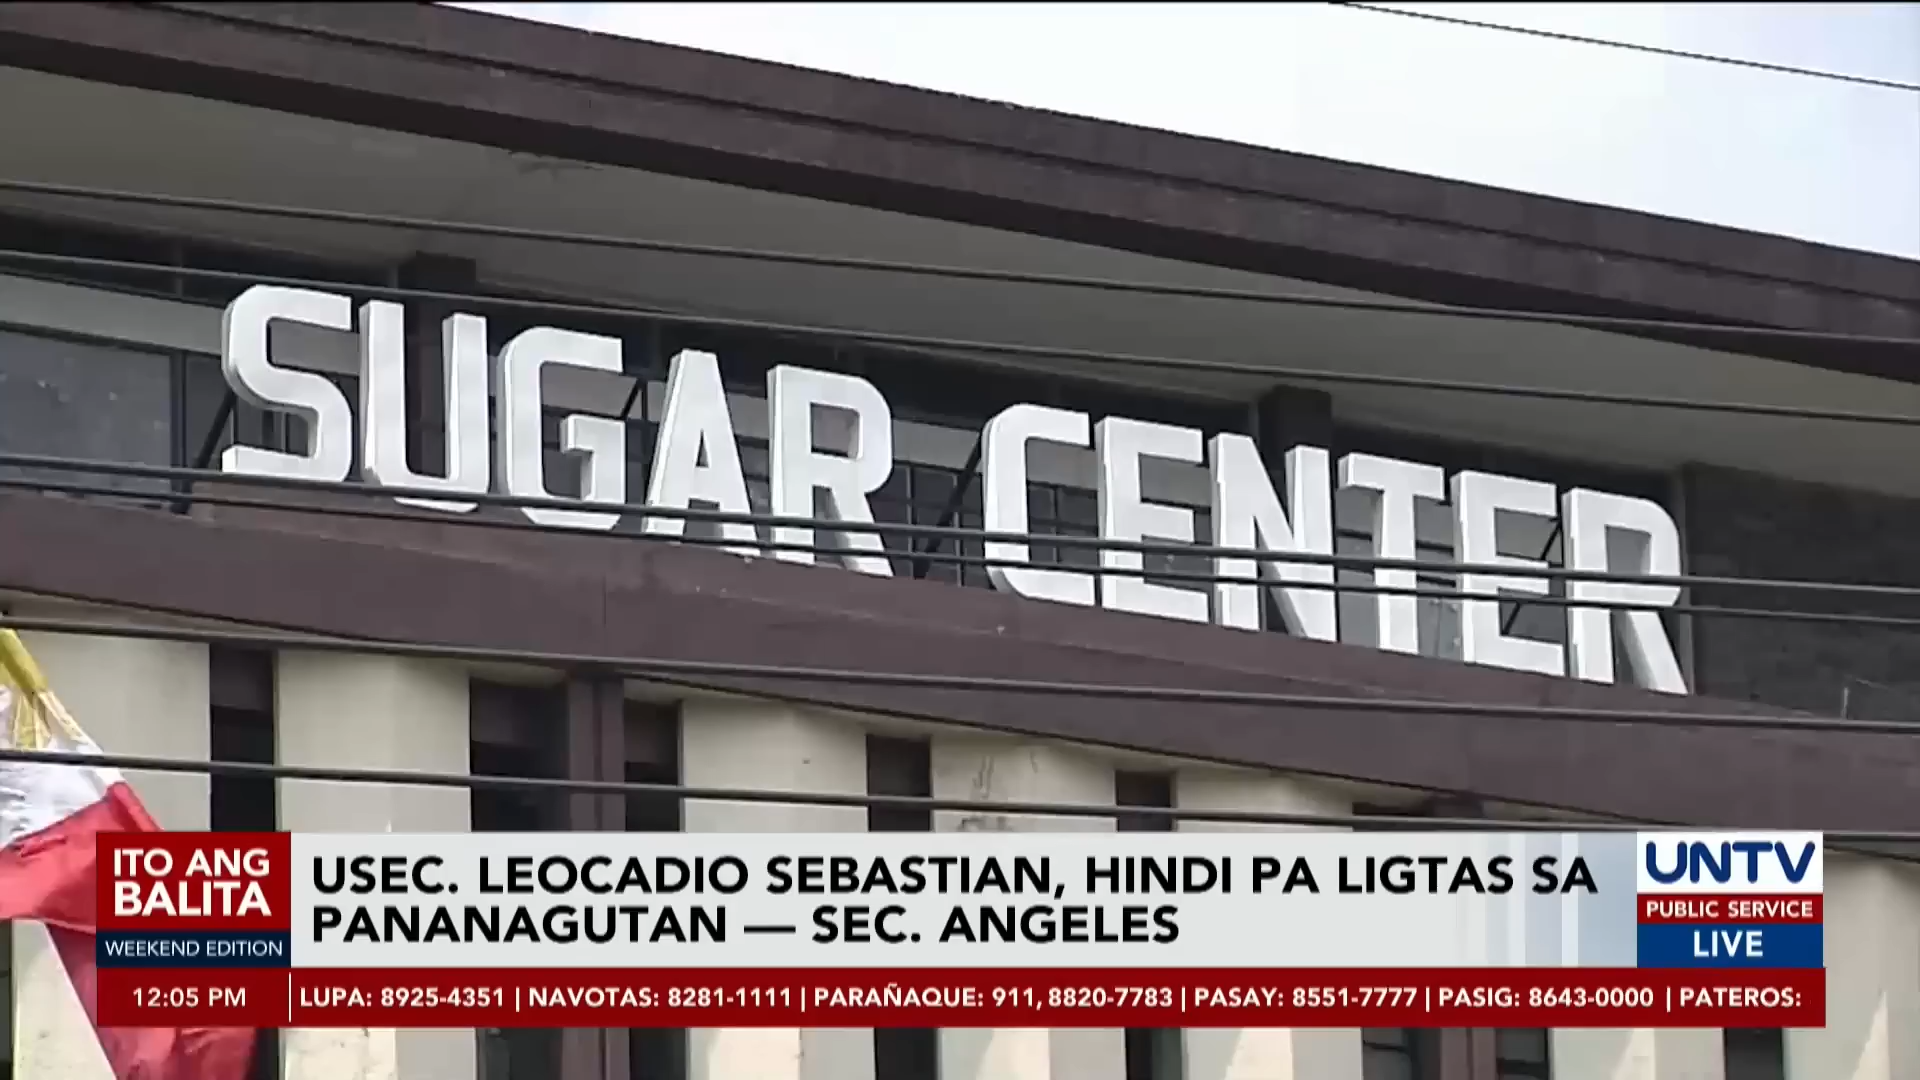 SUGAR CENTER
ITO ANG
BALITA
WEEKEND EDITION
USEC. LEOCADIO SEBASTIAN, HINDI PA LIGTAS SA
PANANAGUTAN — SEC. ANGELES
UNTV
PUBLIC SERVICE
LIVE
12:05 PM
LUPA: 8925-4351 | NAVOTAS: 8281-1111 | PARAÑAQUE: 911, 8820-7783 | PASAY: 8551-7777 | PASIG: 8643-0000 | PATEROS: